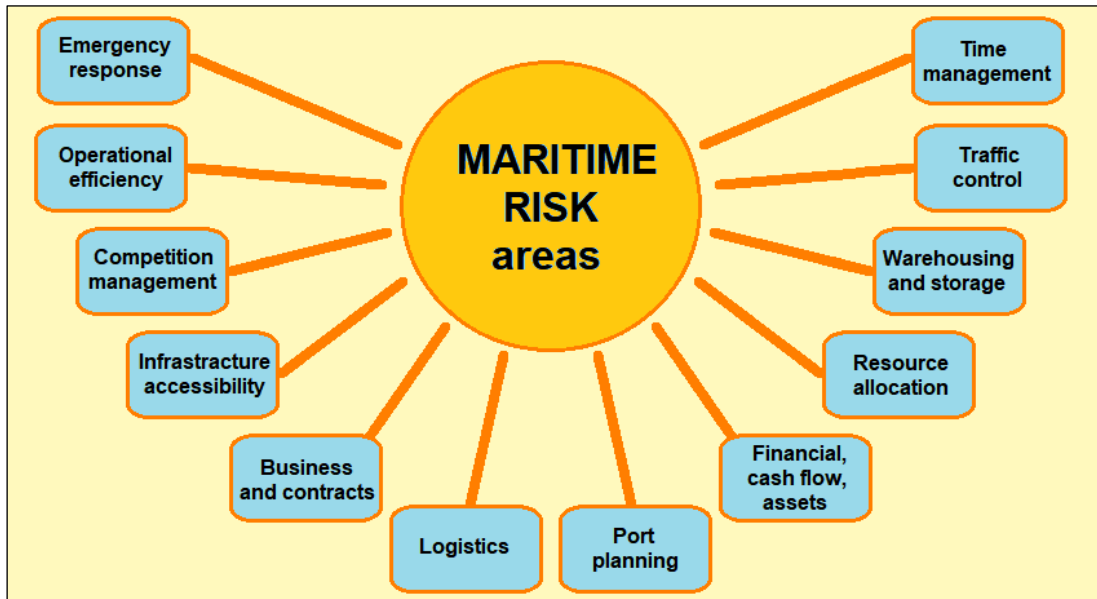 MARITIME
RISK
areas
Emergency
response
Operational
efficiency
Competition
management
Infrastracture
accessibility
Business
and contracts
Logistics
Port
planning
Financial,
cash flow,
assets
Resource
allocation
Warehousing
and storage
Traffic
control
Time
management